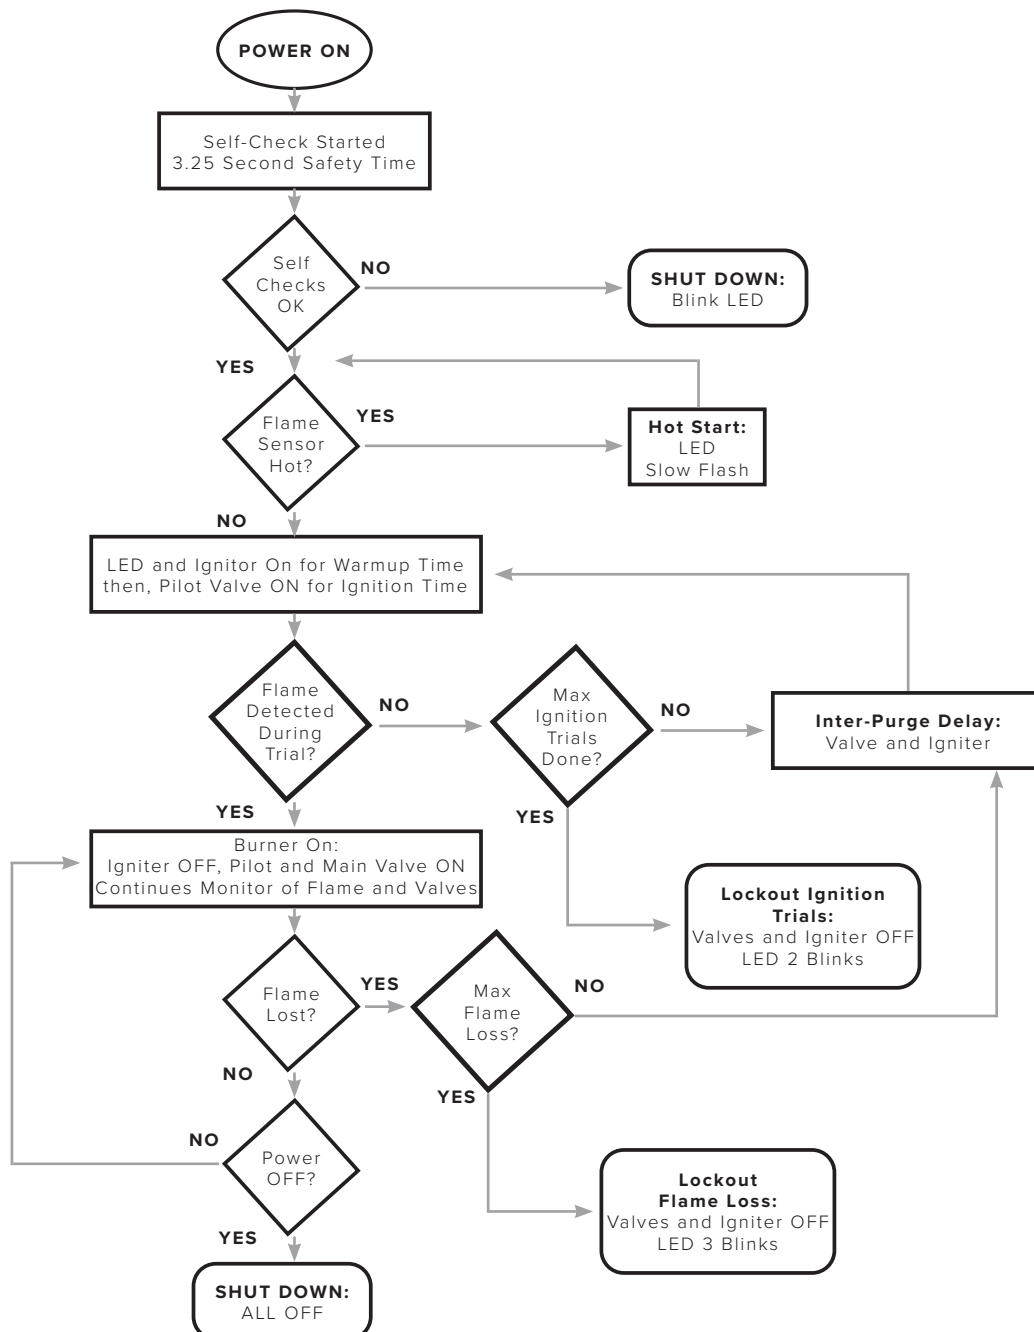 POWER ON
Self-Check Started
3.25 Second Safety Time
Self
Checks
OK
NO
SHUT DOWN:
Blink LED
YES
Flame
Sensor
Hot?
YES
Hot Start:
LED
Slow Flash
NO
LED and Ignitor On for Warmup Time
then, Pilot Valve ON for Ignition Time
Flame
Detected
During
Trial?
NO
Max
Ignition
Trials
Done?
NO
Inter-Purge Delay:
Valve and Igniter
YES
YES
Burner On:
Igniter OFF, Pilot and Main Valve ON
Continues Monitor of Flame and Valves
Lockout Ignition
Trials:
Valves and Igniter OFF
LED 2 Blinks
Flame
Lost?
YES
Max
Flame
Loss?
NO
NO
YES
Power
OFF?
NO
Lockout
Flame Loss:
Valves and Igniter OFF
LED 3 Blinks
YES
SHUT DOWN:
ALL OFF